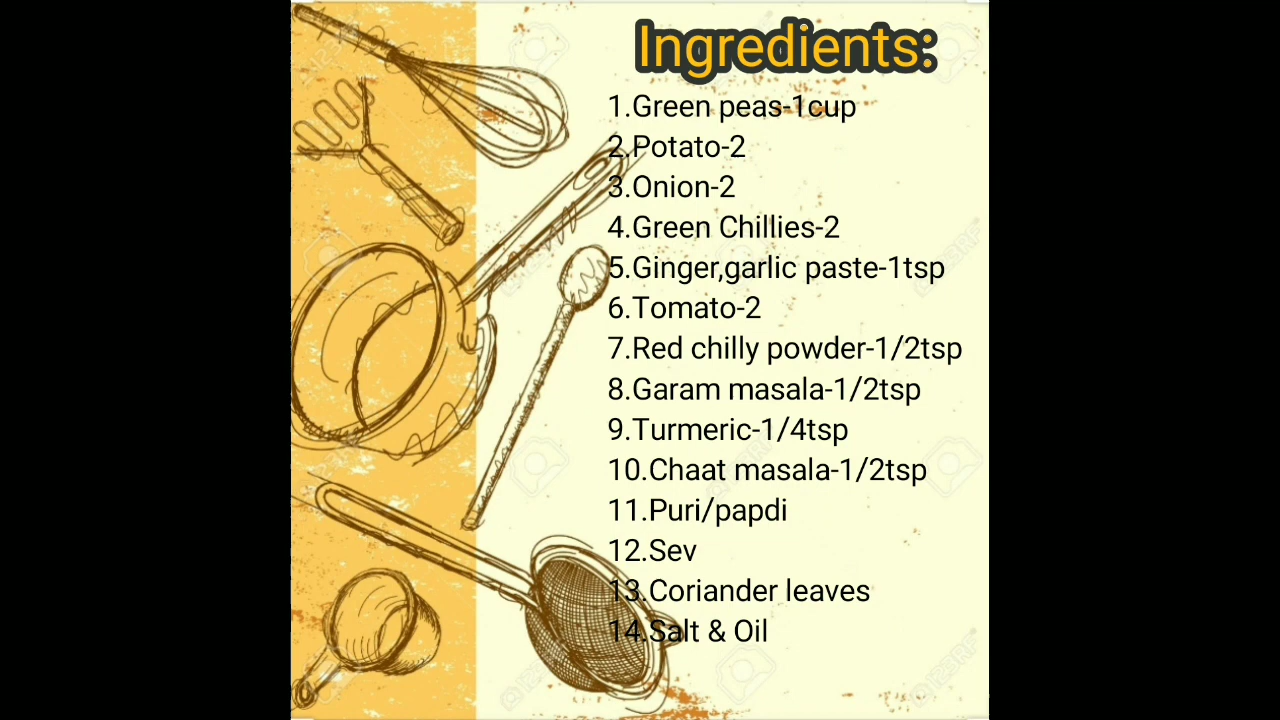 Ingredients:
1.Green peas-1cup
2.Potato-2
3.Onion-2
4.Green Chillies-2
5.Ginger,garlic paste-1tsp
6.Tomato-2
7.Red chilly powder-1/2tsp
8.Garam masala-1/2tsp
9.Turmeric-1/4tsp
10.Chaat masala-1/2tsp
11.Puri/papdi
12.Sev
13.Coriander leaves
14.Salt & Oil